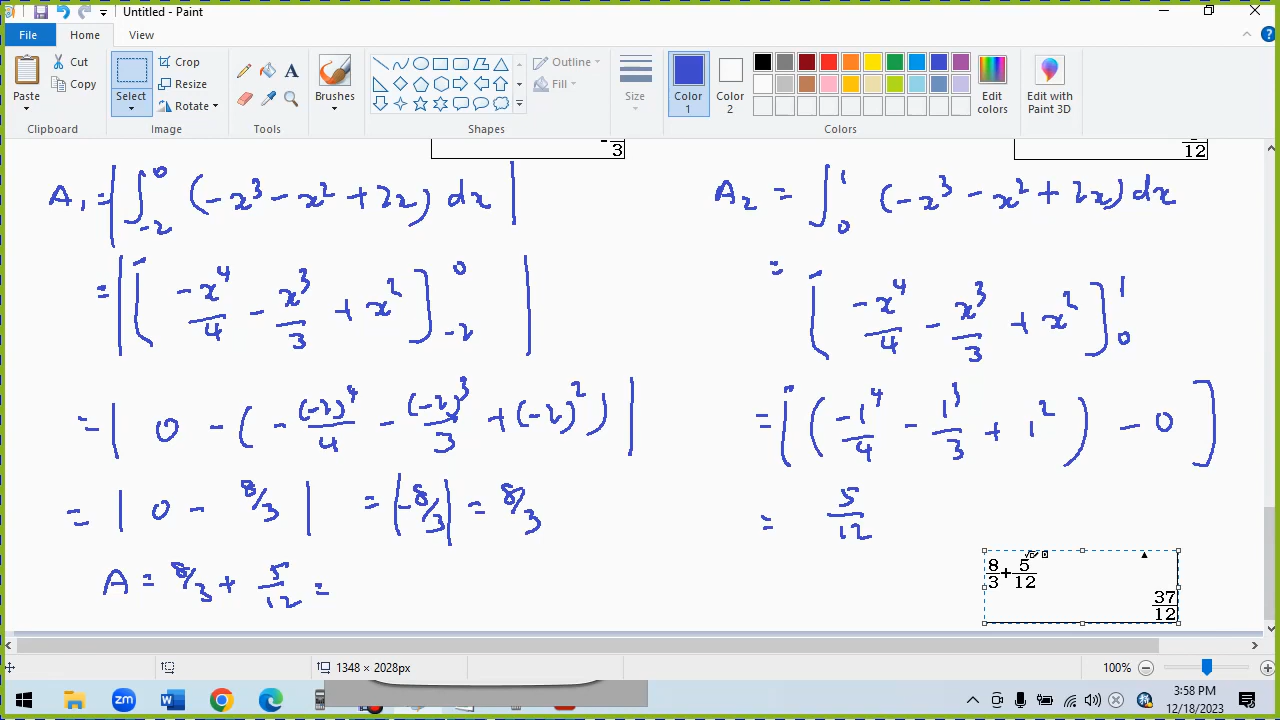 Untitled - Paint
File Home View
Paste Cut Copy Clipboard
Select Crop Resize Rotate Image
Tools
Brushes
Shapes Outline Fill
Size
Color 1 Color 2 Edit colors Colors
Edit with Paint 3D
3
12
A₁ = |∫₋₂⁰ (-x³ - x² + 2x) dx|
= |[-x⁴/4 - x³/3 + x²]₋₂⁰|
= |0 - (-(-2)⁴/4 - (-2)³/3 + (-2)²)|
= |0 - 8/3| = |-8/3| = 8/3
A = 8/3 + 5/12 =
A₂ = ∫₀¹ (-x³ - x² + 2x) dx
= [-x⁴/4 - x³/3 + x²]₀¹
= [(-1⁴/4 - 1³/3 + 1²) - 0]
= 5/12
8/3+5/12
37/12
1348 × 2028px
100%
3:58 PM
12/18/2023